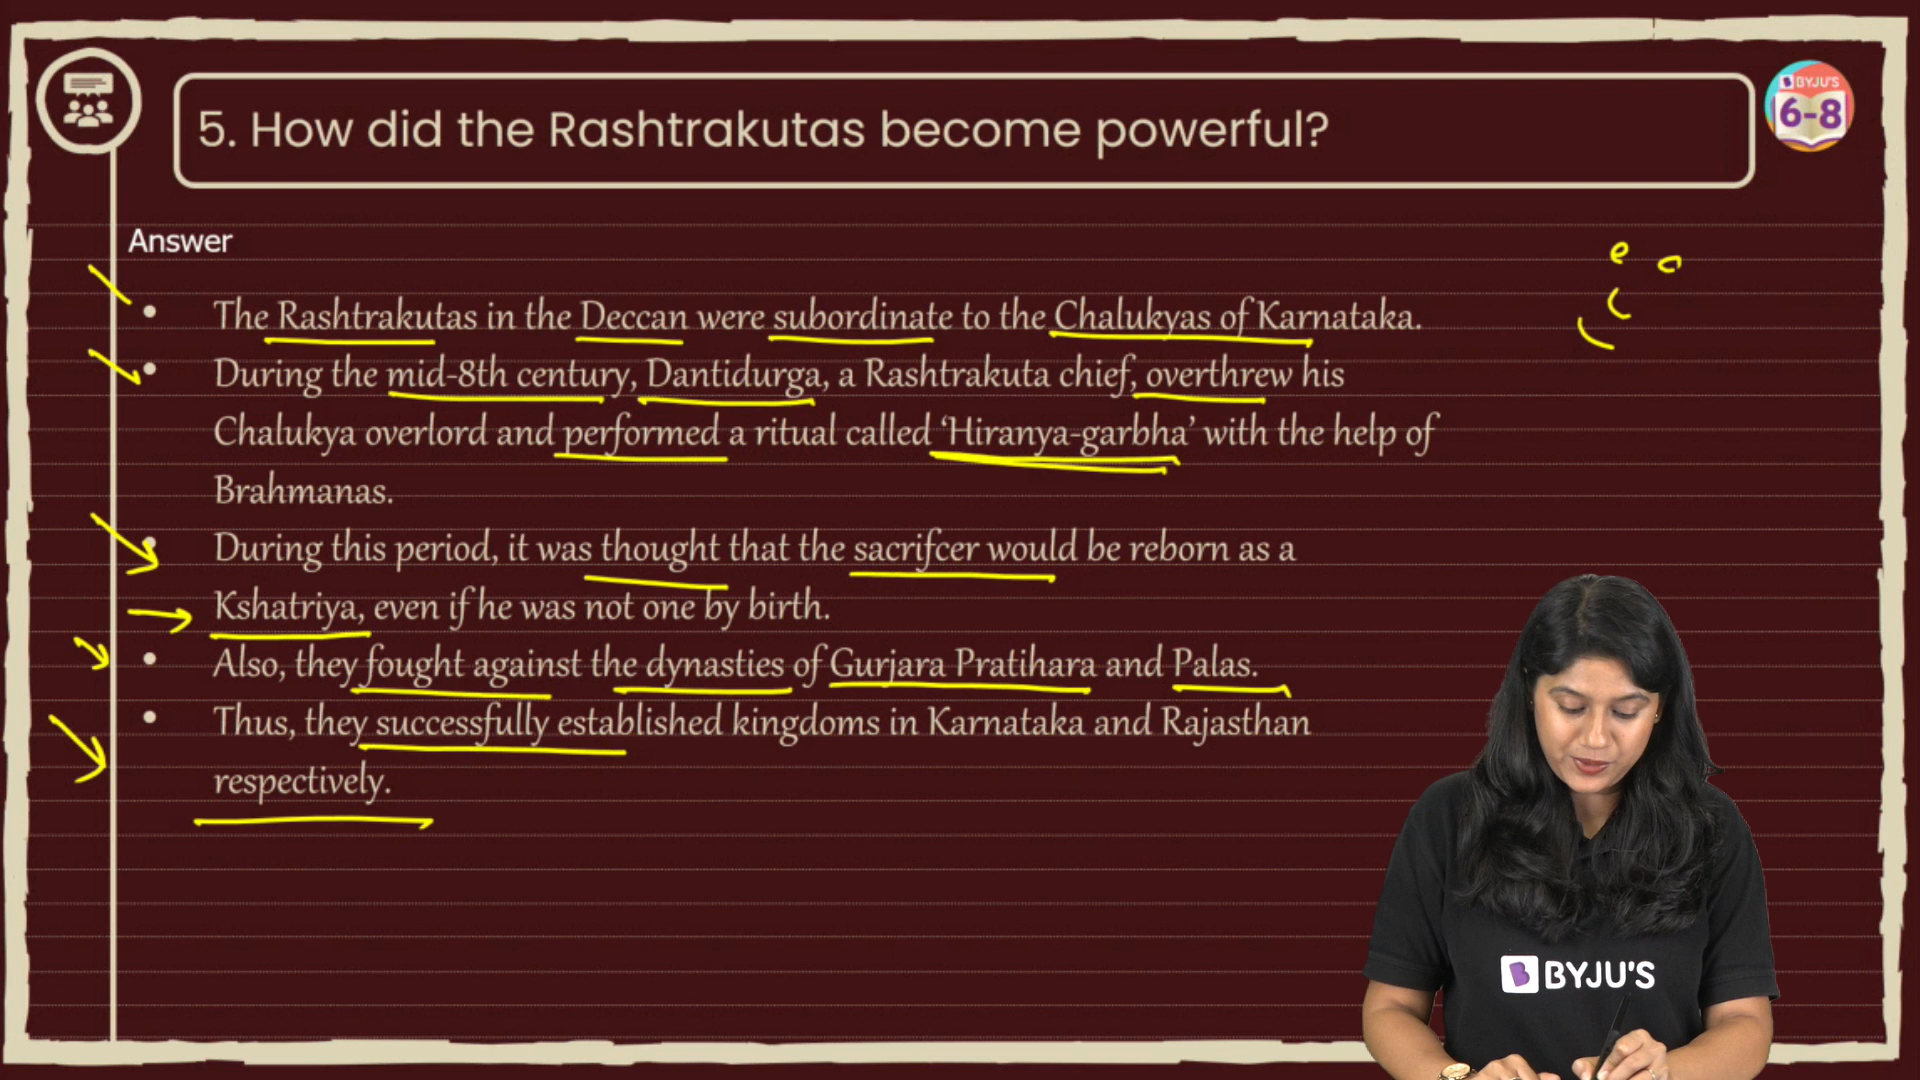 BYJU'S
6-8
5. How did the Rashtrakutas become powerful?
Answer
• The Rashtrakutas in the Deccan were subordinate to the Chalukyas of Karnataka.
• During the mid-8th century, Dantidurga, a Rashtrakuta chief, overthrew his
Chalukya overlord and performed a ritual called ‘Hiranya-garbha’ with the help of
Brahmanas.
• During this period, it was thought that the sacrifcer would be reborn as a
Kshatriya, even if he was not one by birth.
• Also, they fought against the dynasties of Gurjara Pratihara and Palas.
• Thus, they successfully established kingdoms in Karnataka and Rajasthan
respectively.
BYJU'S